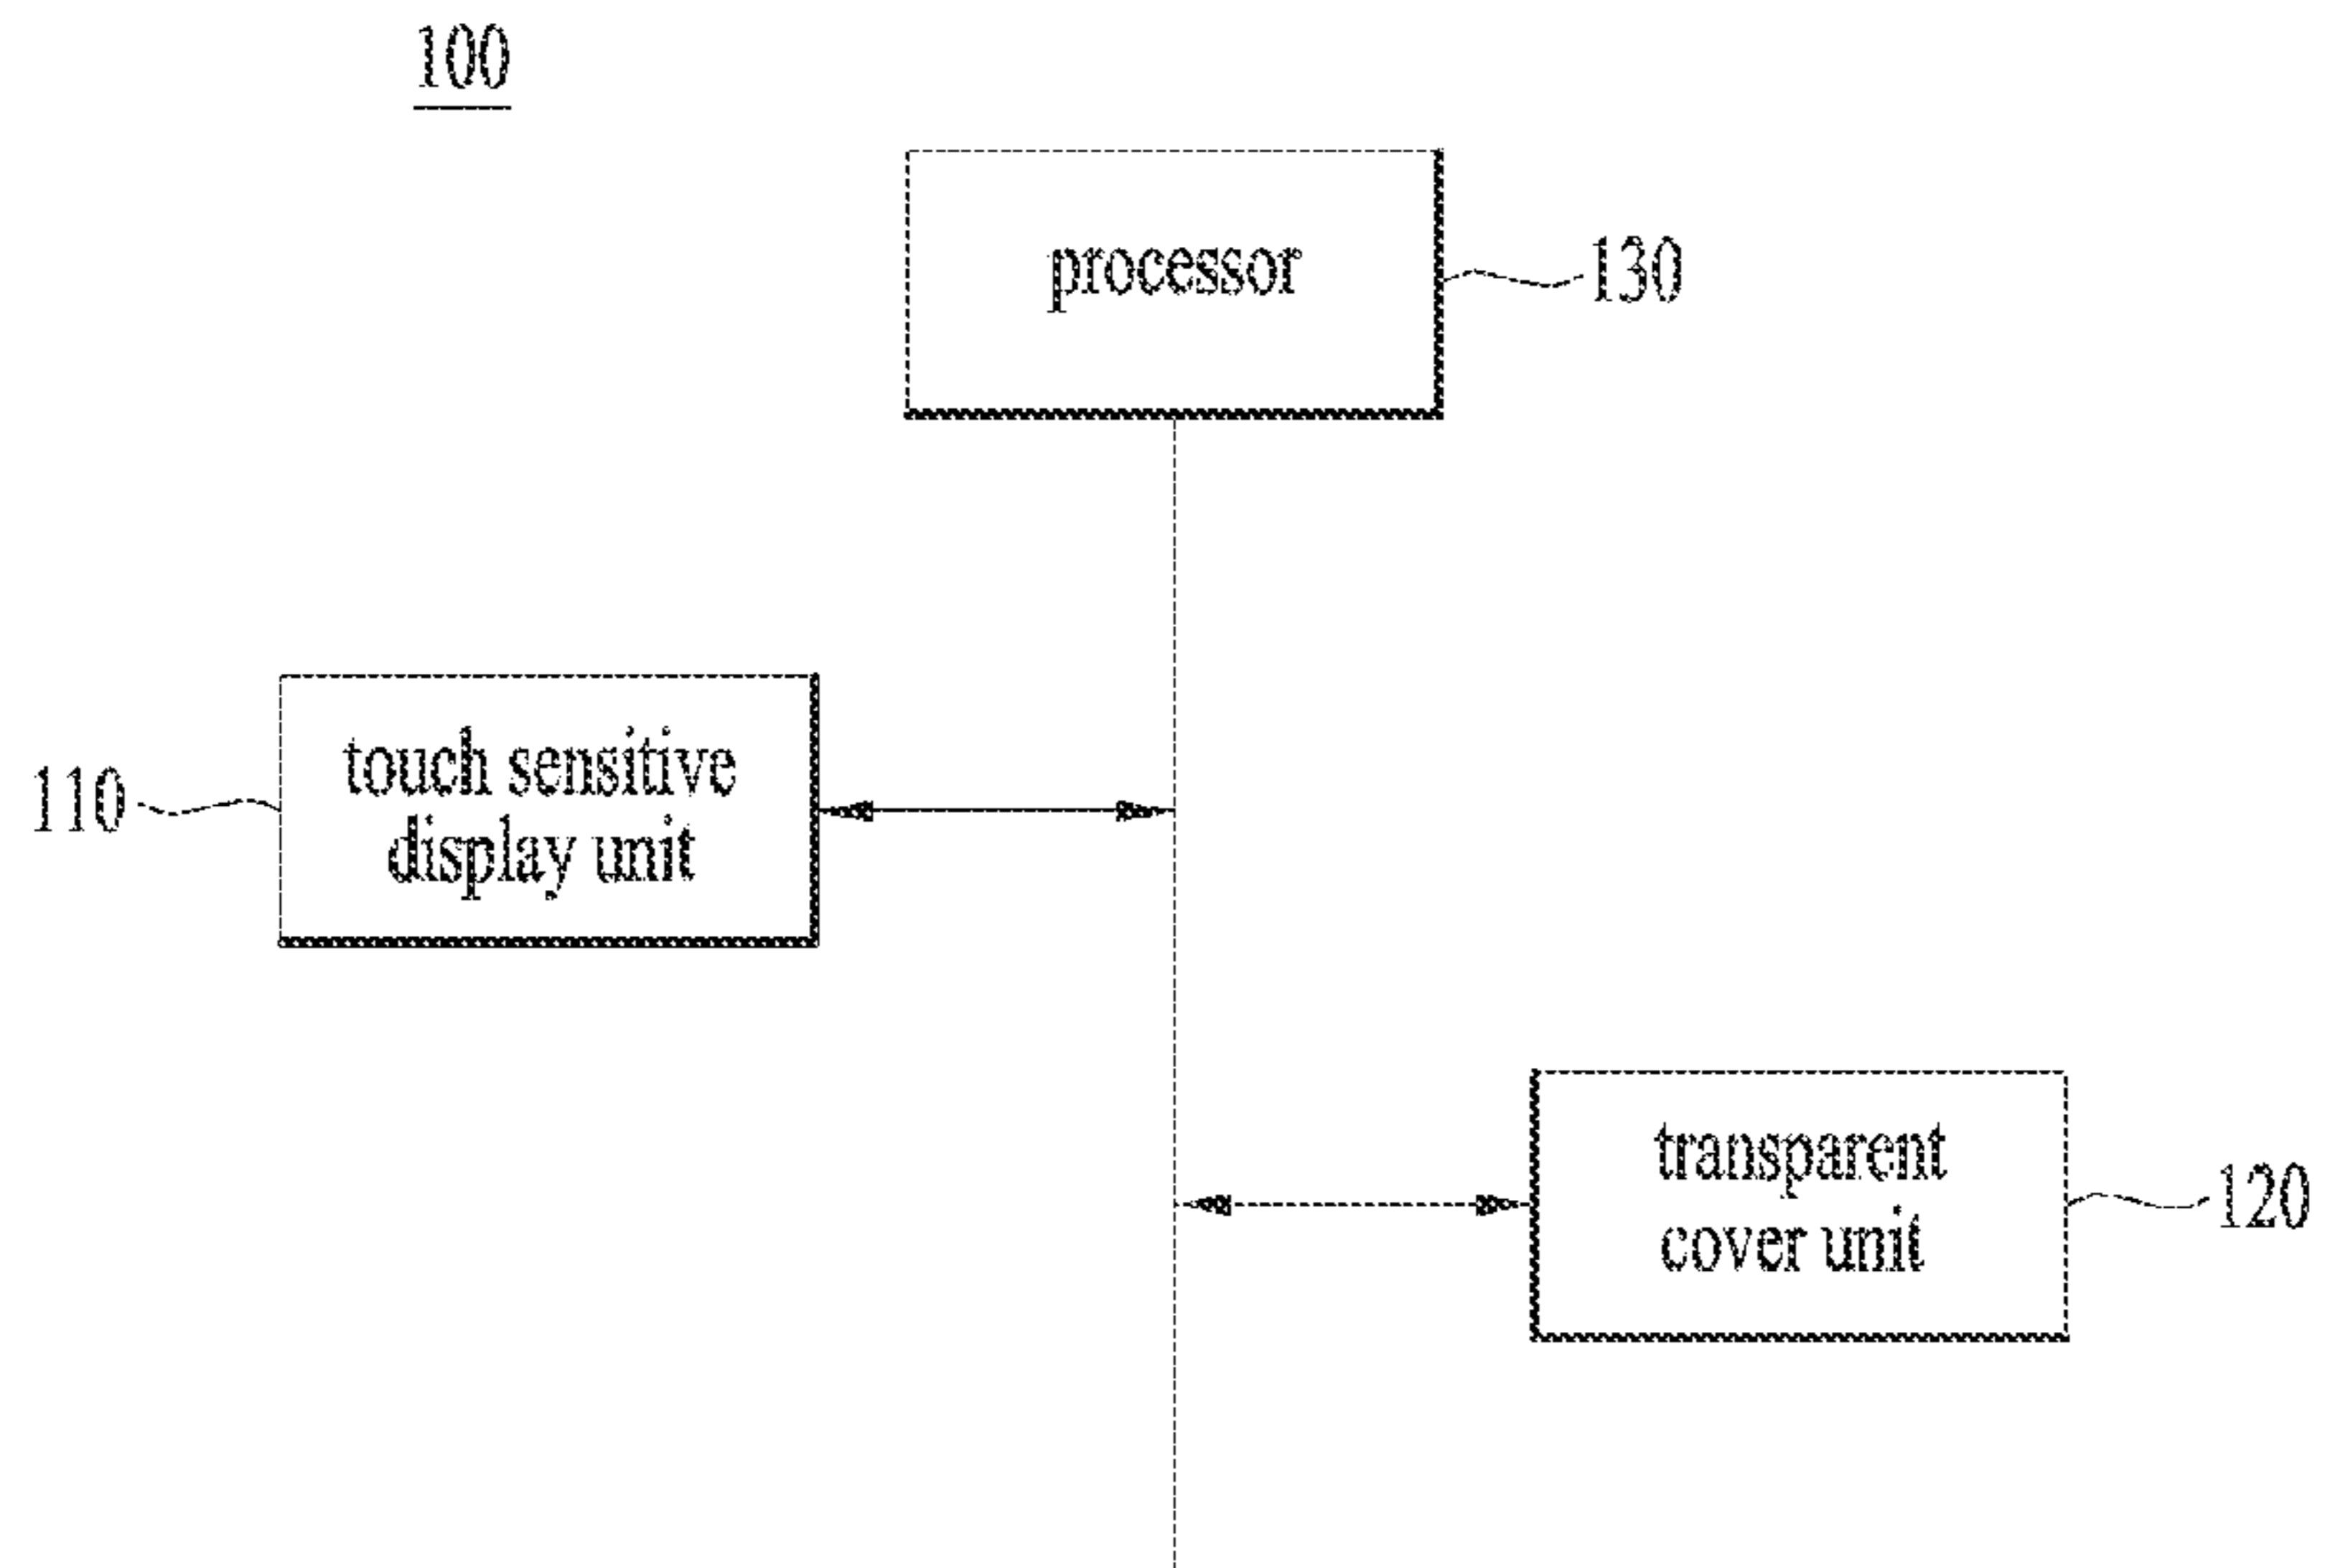 100
processor
130
touch sensitive
display unit
110
transparent
cover unit
120